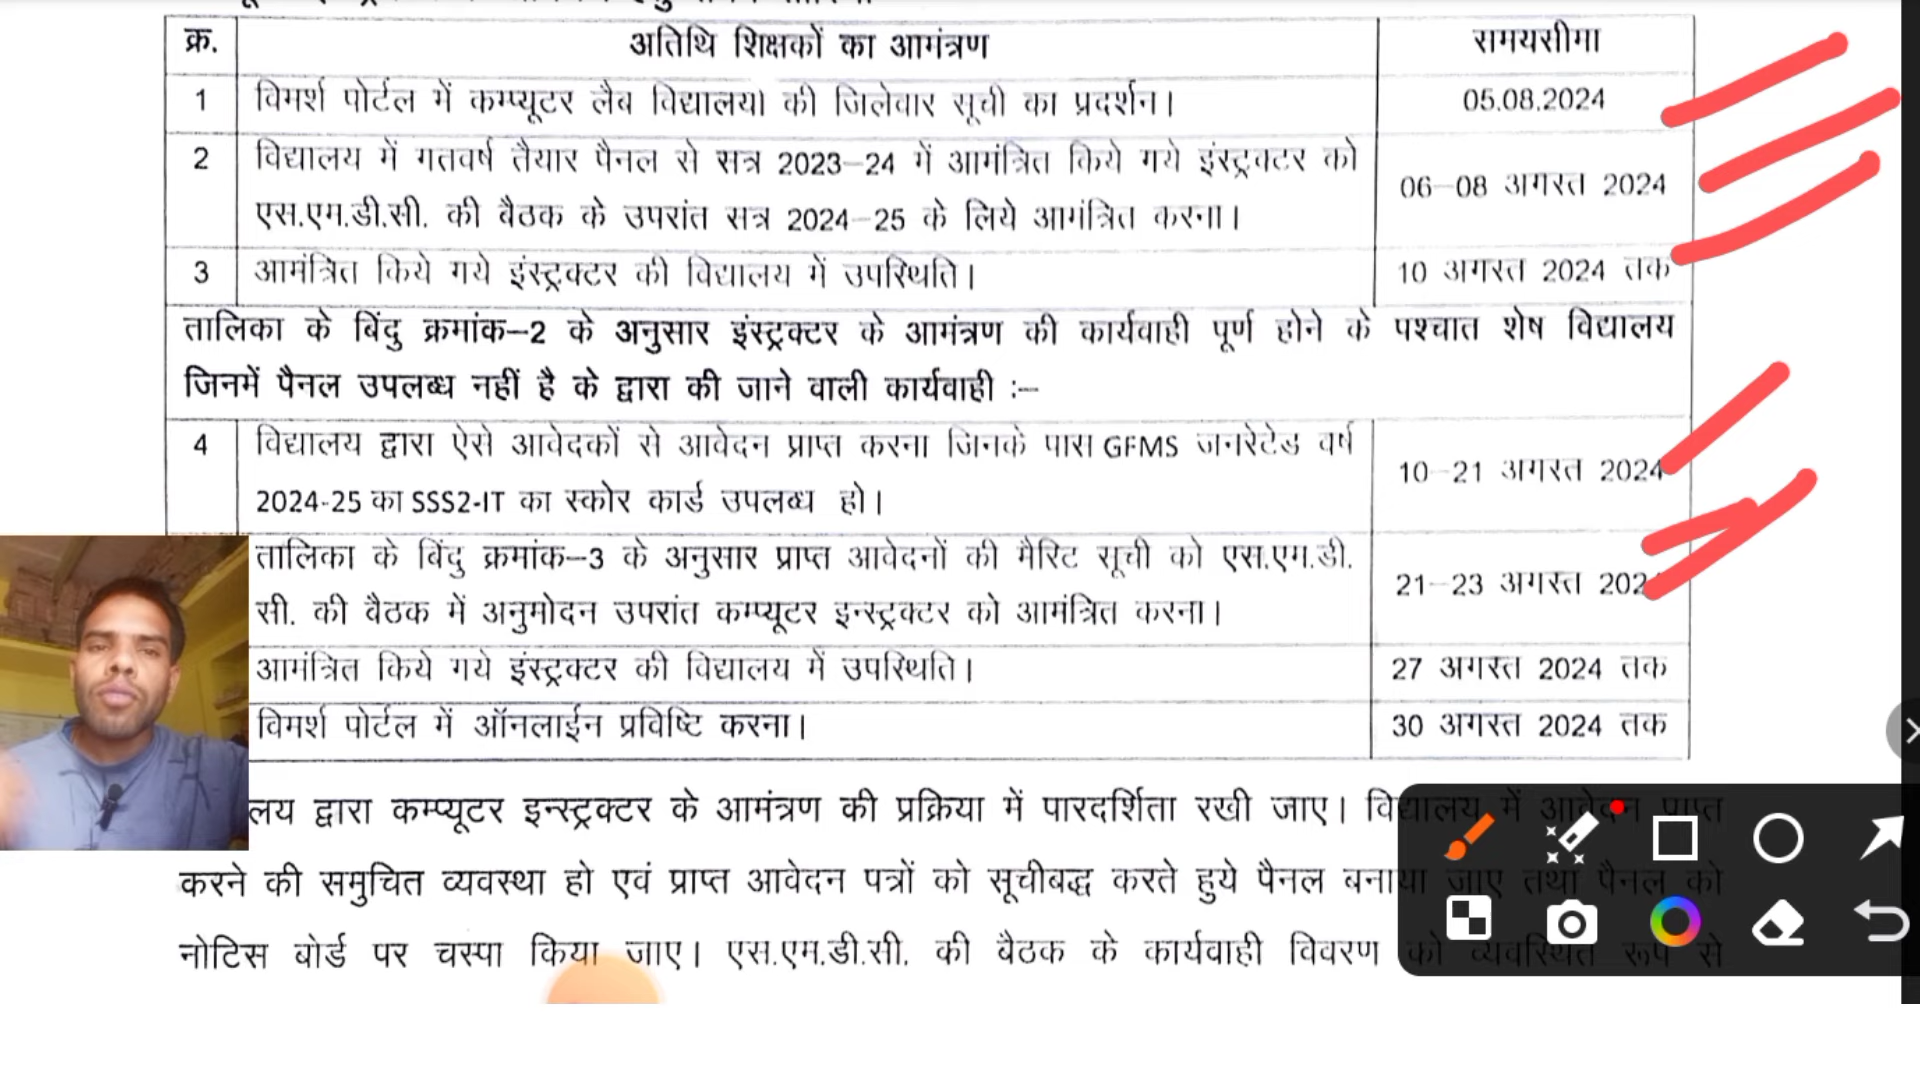 क्र. अतिथि शिक्षकों का आमंत्रण समयसीमा
1 विमर्श पोर्टल में कम्प्यूटर लैब विद्यालयों की जिलेवार सूची का प्रदर्शन। 05.08.2024
2 विद्यालय में गतवर्ष तैयार पैनल से सत्र 2023–24 में आमंत्रित किये गये इंस्ट्रक्टर को
एस.एम.डी.सी. की बैठक के उपरांत सत्र 2024–25 के लिये आमंत्रित करना। 06–08 अगस्त 2024
3 आमंत्रित किये गये इंस्ट्रक्टर की विद्यालय में उपस्थिति। 10 अगस्त 2024 तक
तालिका के बिंदु क्रमांक–2 के अनुसार इंस्ट्रक्टर के आमंत्रण की कार्यवाही पूर्ण होने के पश्चात शेष विद्यालय
जिनमें पैनल उपलब्ध नहीं है के द्वारा की जाने वाली कार्यवाही :–
4 विद्यालय द्वारा ऐसे आवेदकों से आवेदन प्राप्त करना जिनके पास GFMS जनरेटेड वर्ष
2024-25 का SSS2-IT का स्कोर कार्ड उपलब्ध हो। 10–21 अगस्त 2024
तालिका के बिंदु क्रमांक–3 के अनुसार प्राप्त आवेदनों की मैरिट सूची को एस.एम.डी.
सी. की बैठक में अनुमोदन उपरांत कम्प्यूटर इन्स्ट्रक्टर को आमंत्रित करना। 21–23 अगस्त 202
आमंत्रित किये गये इंस्ट्रक्टर की विद्यालय में उपस्थिति। 27 अगस्त 2024 तक
विमर्श पोर्टल में ऑनलाईन प्रविष्टि करना। 30 अगस्त 2024 तक
लय द्वारा कम्प्यूटर इन्स्ट्रक्टर के आमंत्रण की प्रक्रिया में पारदर्शिता रखी जाए। विद्यालय में आवेदन प्राप्त
करने की समुचित व्यवस्था हो एवं प्राप्त आवेदन पत्रों को सूचीबद्ध करते हुये पैनल बनाया जाए तथा पैनल को
नोटिस बोर्ड पर चस्पा किया जाए। एस.एम.डी.सी. की बैठक के कार्यवाही विवरण को व्यवस्थित रूप से